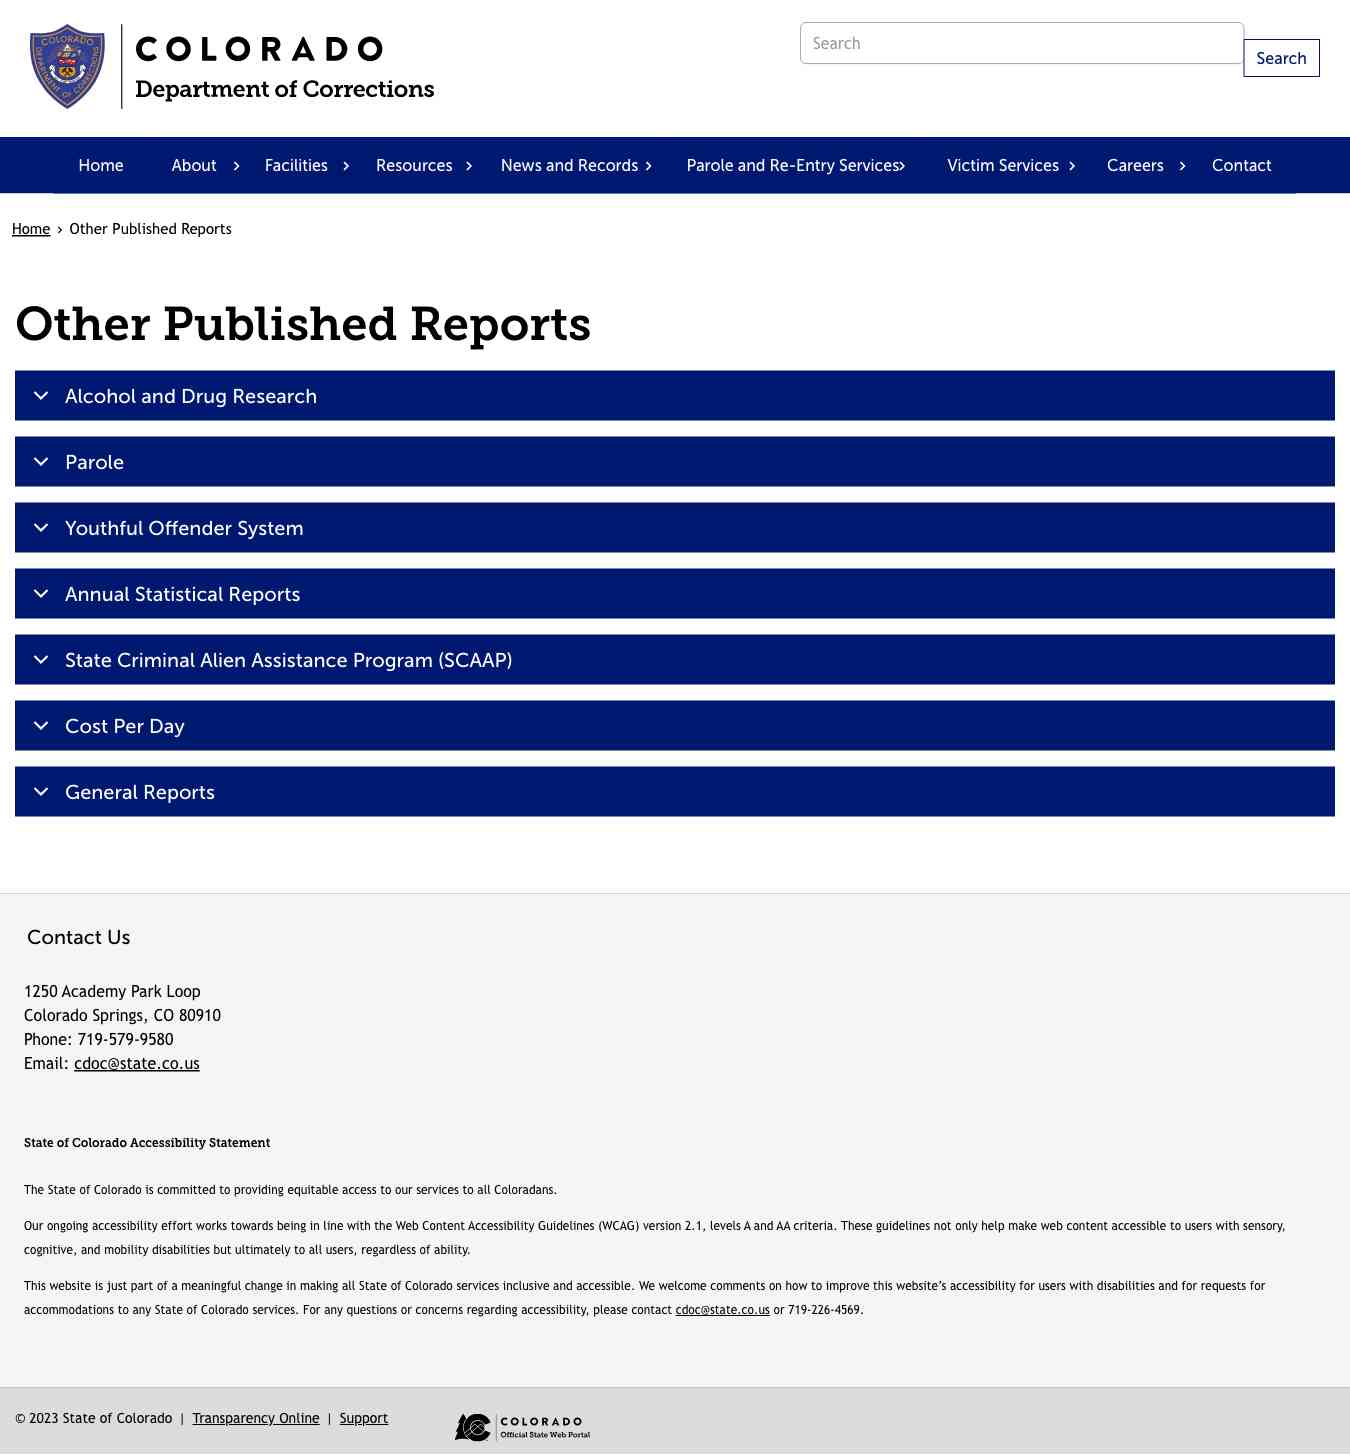 COLORADO
Department of Corrections
Search
Search
Home About Facilities Resources News and Records Parole and Re-Entry Services Victim Services Careers Contact
Home › Other Published Reports
Other Published Reports
Alcohol and Drug Research
Parole
Youthful Offender System
Annual Statistical Reports
State Criminal Alien Assistance Program (SCAAP)
Cost Per Day
General Reports
Contact Us
1250 Academy Park Loop
Colorado Springs, CO 80910
Phone: 719-579-9580
Email: cdoc@state.co.us
State of Colorado Accessibility Statement
The State of Colorado is committed to providing equitable access to our services to all Coloradans.
Our ongoing accessibility effort works towards being in line with the Web Content Accessibility Guidelines (WCAG) version 2.1, levels A and AA criteria. These guidelines not only help make web content accessible to users with sensory,
cognitive, and mobility disabilities but ultimately to all users, regardless of ability.
This website is just part of a meaningful change in making all State of Colorado services inclusive and accessible. We welcome comments on how to improve this website’s accessibility for users with disabilities and for requests for
accommodations to any State of Colorado services. For any questions or concerns regarding accessibility, please contact cdoc@state.co.us or 719-226-4569.
© 2023 State of Colorado | Transparency Online | Support
COLORADO
Official State Web Portal